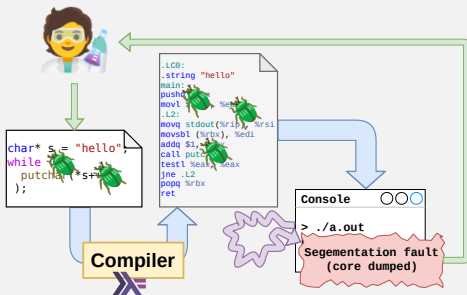 char* s = "hello";
while
putchar(*s+
);
.LC0:
.string "hello"
main:
pushq
movl $
.L2:
movq stdout(%rip), %rsi
movsbl (%rbx), %edi
addq $1,
call putc
testl %eax, %eax
jne .L2
popq %rbx
ret
Compiler
Console
> ./a.out
Segementation fault
(core dumped)